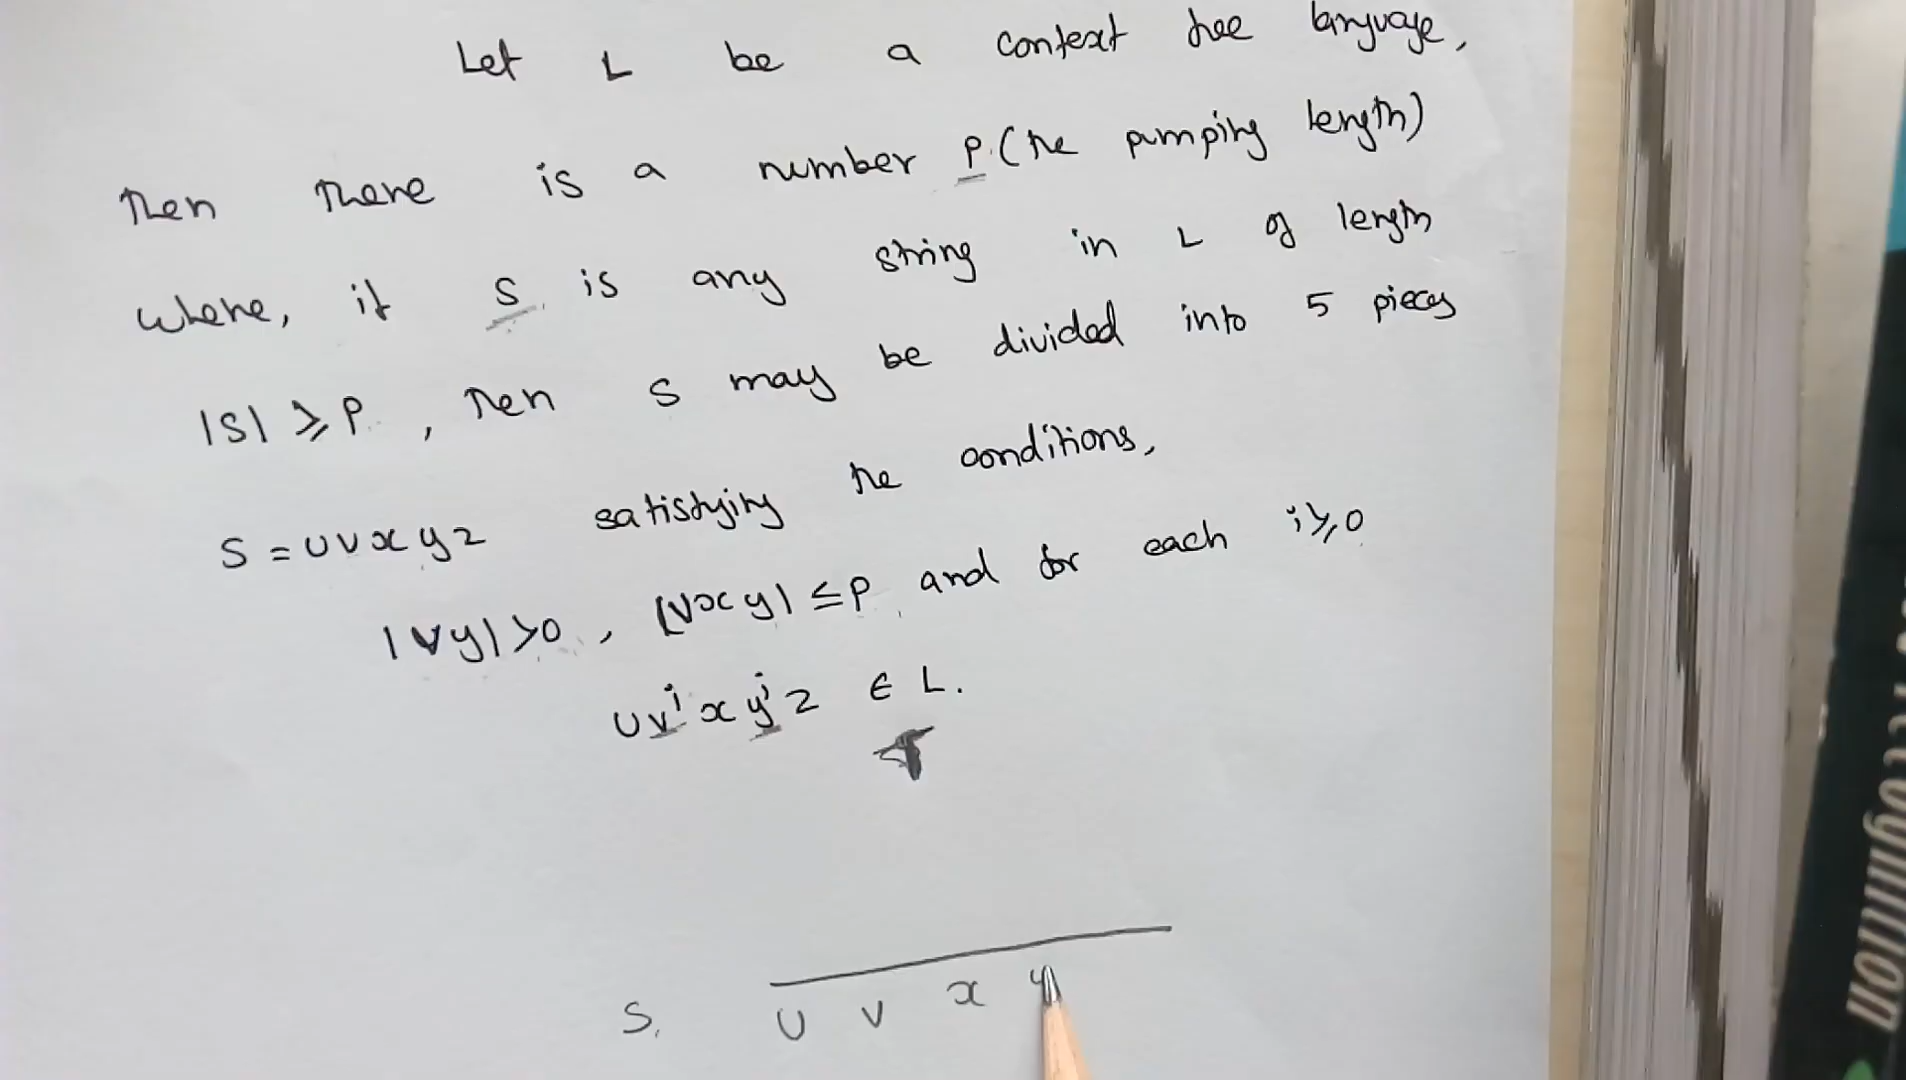 Let L be a context free language,
Then there is a number P (the pumping length)
where, if S is any string in L of length
|S| ≥ P, then S may be divided into 5 pieces
S = UVxyz satisfying the conditions,
|Vy| > 0, |Vxy| ≤ P and for each i ≥ 0
UVⁱxyⁱz ∈ L.
S. U V x y